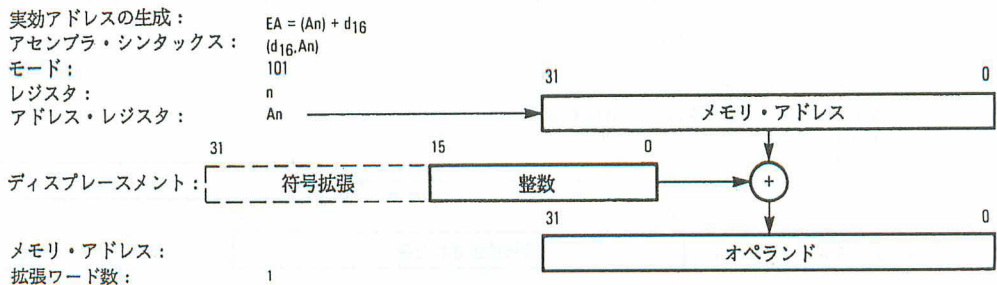 実効アドレスの生成： EA = (An) + d16
アセンブラ・シンタックス： (d16,An)
モード： 101
レジスタ： n
アドレス・レジスタ： An
31 0
メモリ・アドレス
31 15 0
ディスプレースメント： 符号拡張 整数 +
31 0
メモリ・アドレス： オペランド
拡張ワード数： 1